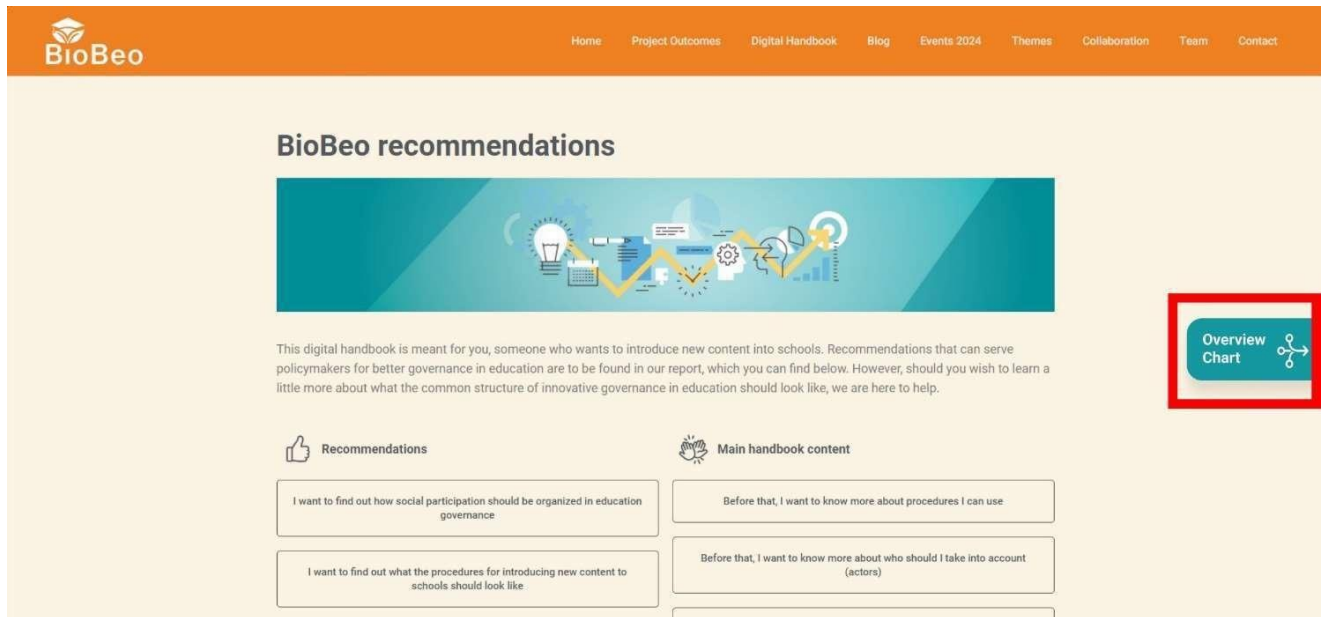 BioBeo
Home Project Outcomes Digital Handbook Blog Events 2024 Themes Collaboration Team Contact
BioBeo recommendations
This digital handbook is meant for you, someone who wants to introduce new content into schools. Recommendations that can serve
policymakers for better governance in education are to be found in our report, which you can find below. However, should you wish to learn a
little more about what the common structure of innovative governance in education should look like, we are here to help.
Overview
Chart
Recommendations
I want to find out how social participation should be organized in education
governance
I want to find out what the procedures for introducing new content to
schools should look like
Main handbook content
Before that, I want to know more about procedures I can use
Before that, I want to know more about who should I take into account
(actors)